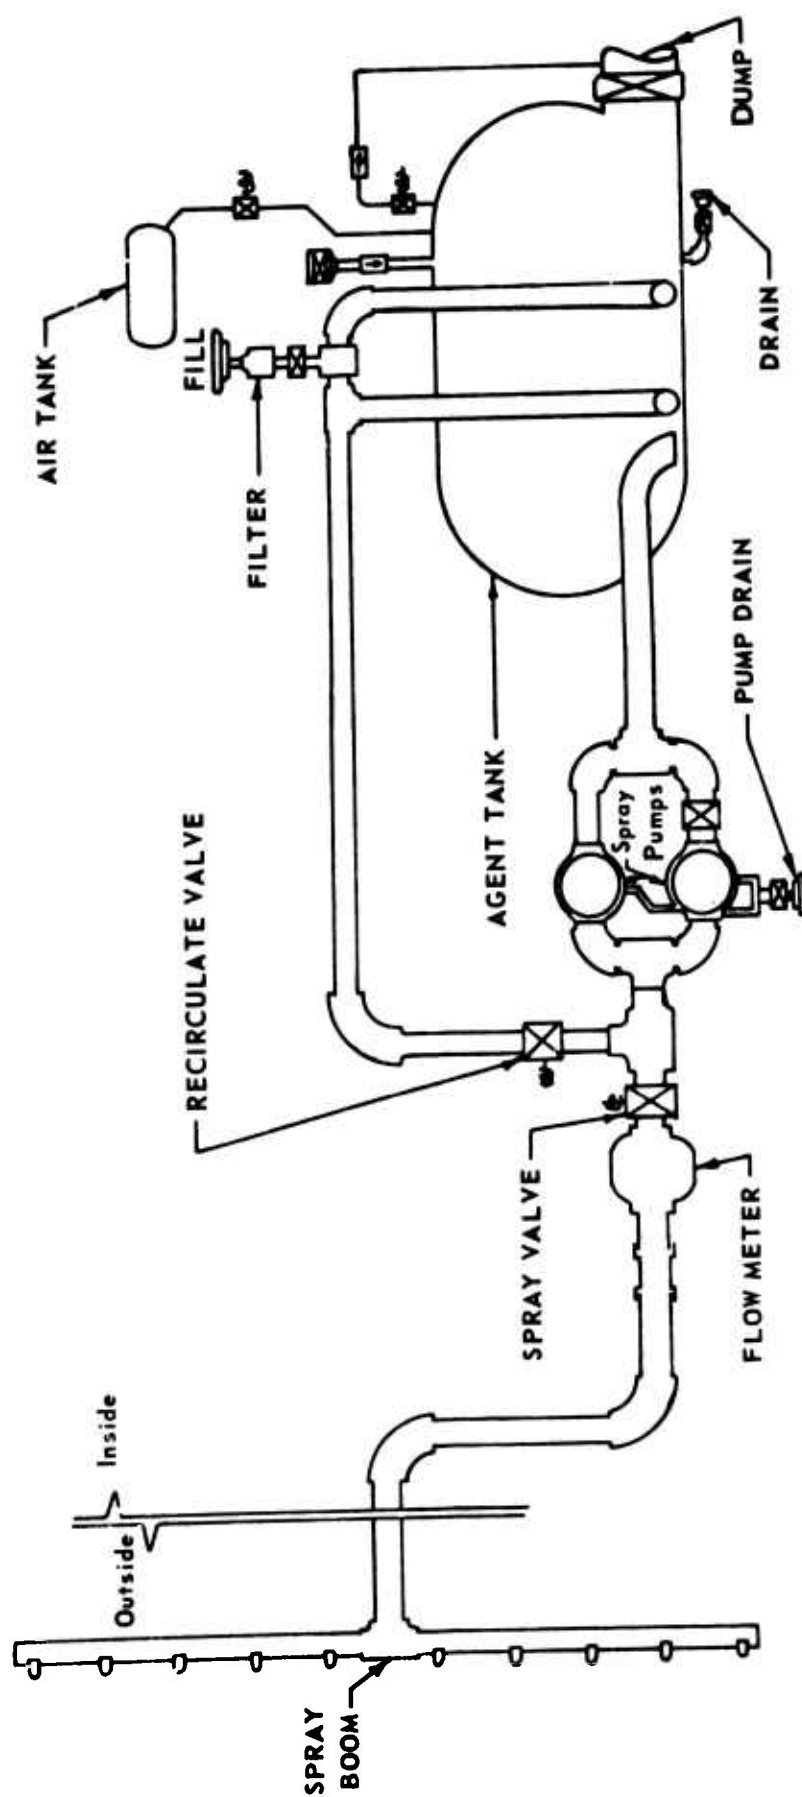 AIR TANK
FILL
FILTER
DUMP
DRAIN
AGENT TANK
PUMP DRAIN
Spray
Pumps
RECIRCULATE VALVE
SPRAY VALVE
FLOW METER
Inside
Outside
SPRAY
BOOM